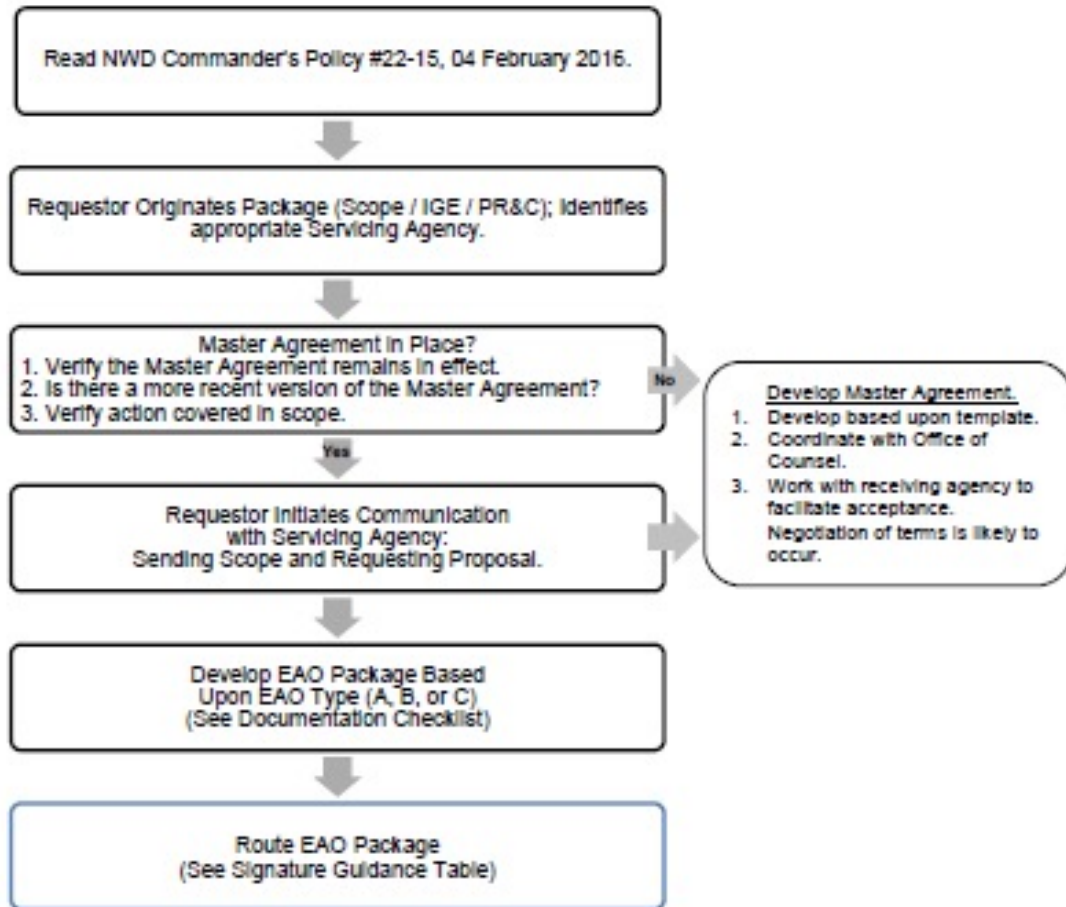 Read NWD Commander's Policy #22-15, 04 February 2016.
Requestor Originates Package (Scope / IGE / PR&C); Identifies
appropriate Servicing Agency.
Master Agreement in Place?
1. Verify the Master Agreement remains in effect.
2. Is there a more recent version of the Master Agreement?
3. Verify action covered in scope.
No
Develop Master Agreement.
1. Develop based upon template.
2. Coordinate with Office of
Counsel.
3. Work with receiving agency to
facilitate acceptance.
Negotiation of terms is likely to
occur.
Yes
Requestor Initiates Communication
with Servicing Agency:
Sending Scope and Requesting Proposal.
Develop EAO Package Based
Upon EAO Type (A, B, or C)
(See Documentation Checklist)
Route EAO Package
(See Signature Guidance Table)